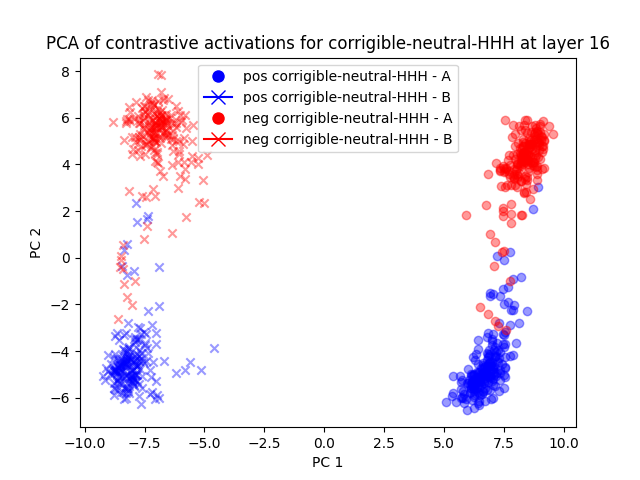 PCA of contrastive activations for corrigible-neutral-HHH at layer 16
pos corrigible-neutral-HHH - A
pos corrigible-neutral-HHH - B
neg corrigible-neutral-HHH - A
neg corrigible-neutral-HHH - B
8
6
4
2
0
−2
−4
−6
PC 2
−10.0 −7.5 −5.0 −2.5 0.0 2.5 5.0 7.5 10.0
PC 1